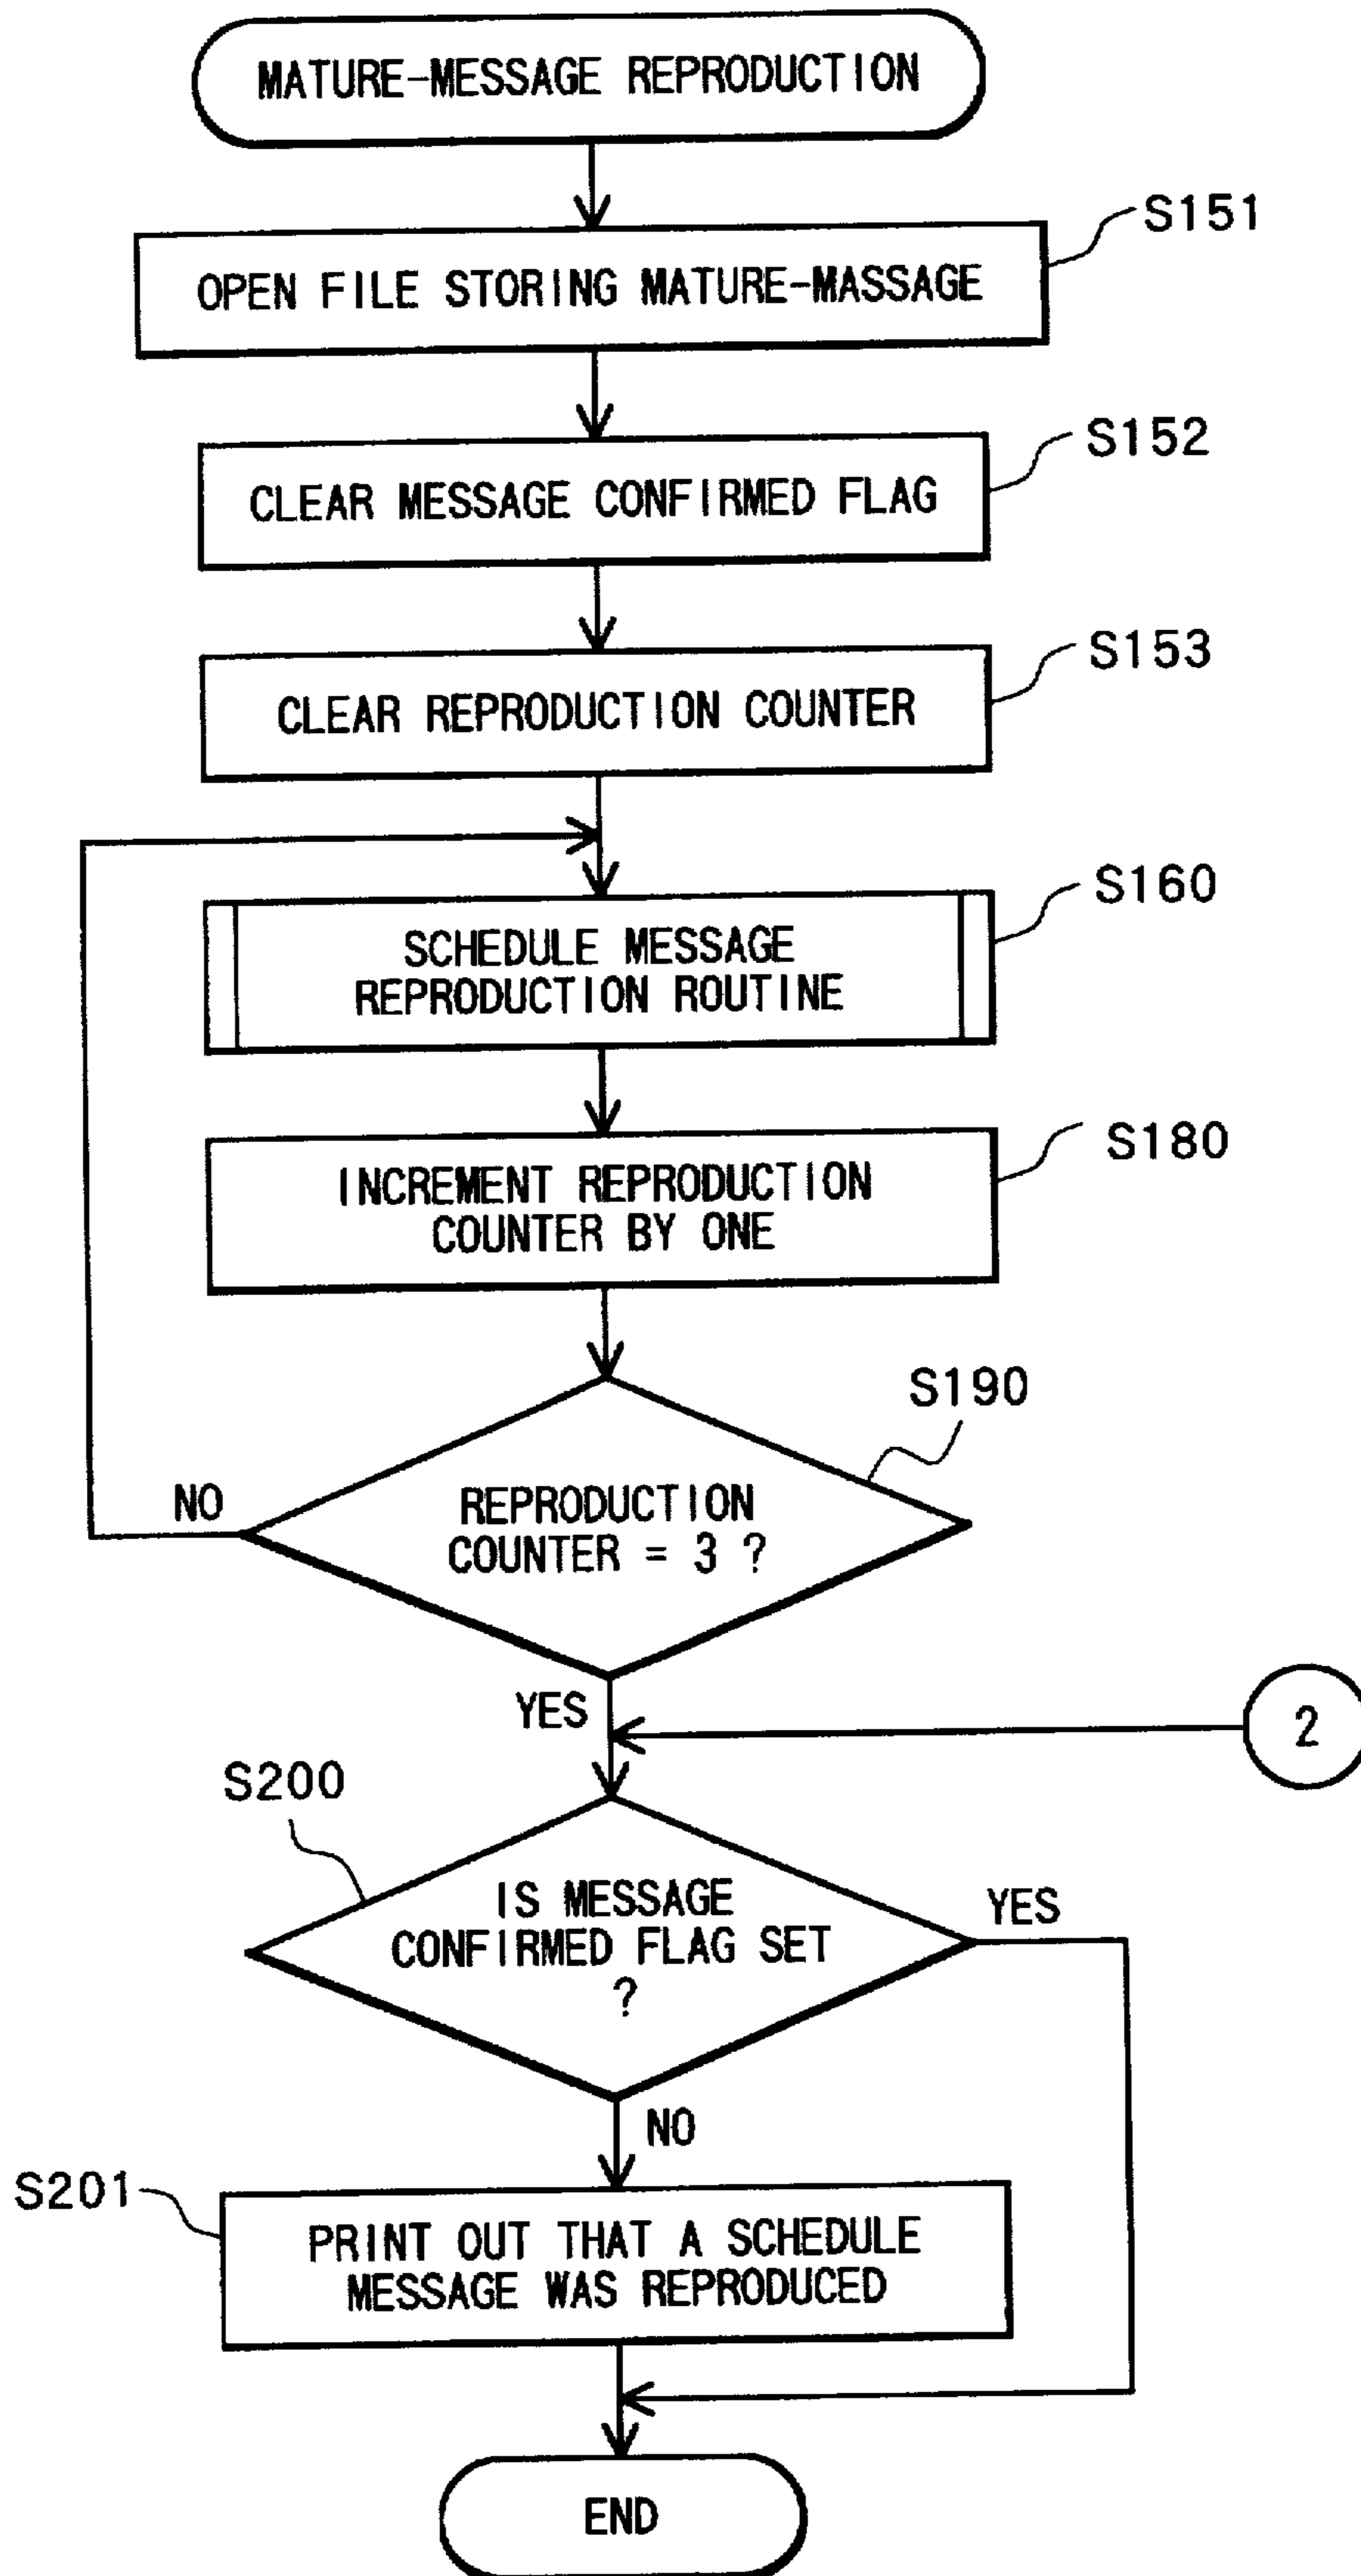 MATURE-MESSAGE REPRODUCTION
S151
OPEN FILE STORING MATURE-MASSAGE
S152
CLEAR MESSAGE CONFIRMED FLAG
S153
CLEAR REPRODUCTION COUNTER
S160
SCHEDULE MESSAGE
REPRODUCTION ROUTINE
S180
INCREMENT REPRODUCTION
COUNTER BY ONE
S190
NO
REPRODUCTION
COUNTER = 3 ?
YES
2
S200
IS MESSAGE
CONFIRMED FLAG SET
?
YES
NO
S201
PRINT OUT THAT A SCHEDULE
MESSAGE WAS REPRODUCED
END